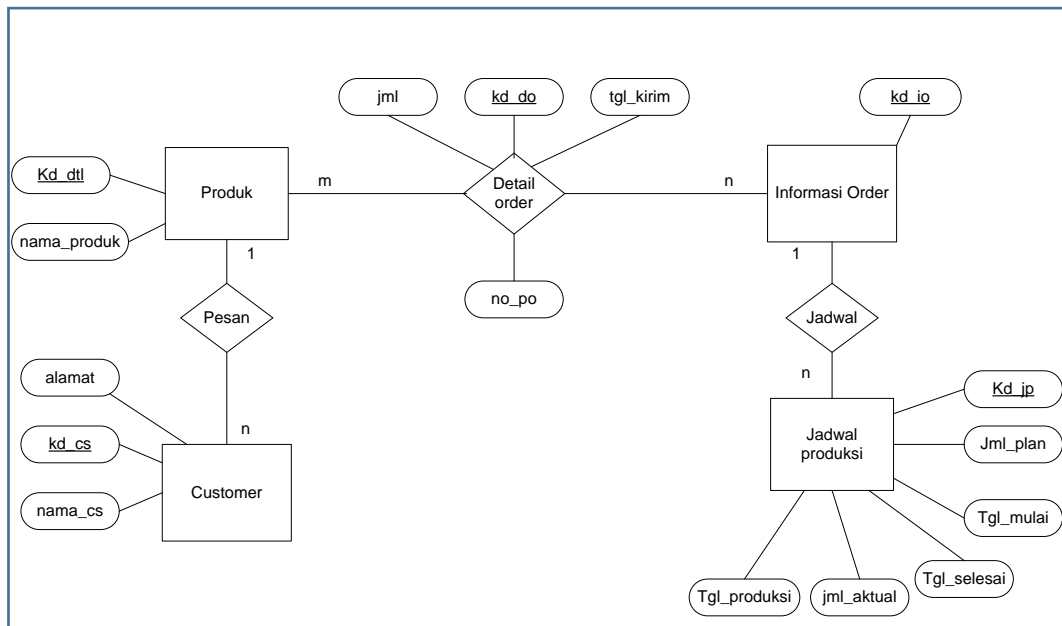 jml
kd_do
tgl_kirim
kd_io
Kd_dtl
nama_produk
Produk
m
Detail
order
n
Informasi Order
1
1
no_po
Pesan
Jadwal
n
n
alamat
kd_cs
nama_cs
Customer
Jadwal
produksi
Kd_jp
Jml_plan
Tgl_mulai
Tgl_selesai
Tgl_produksi
jml_aktual